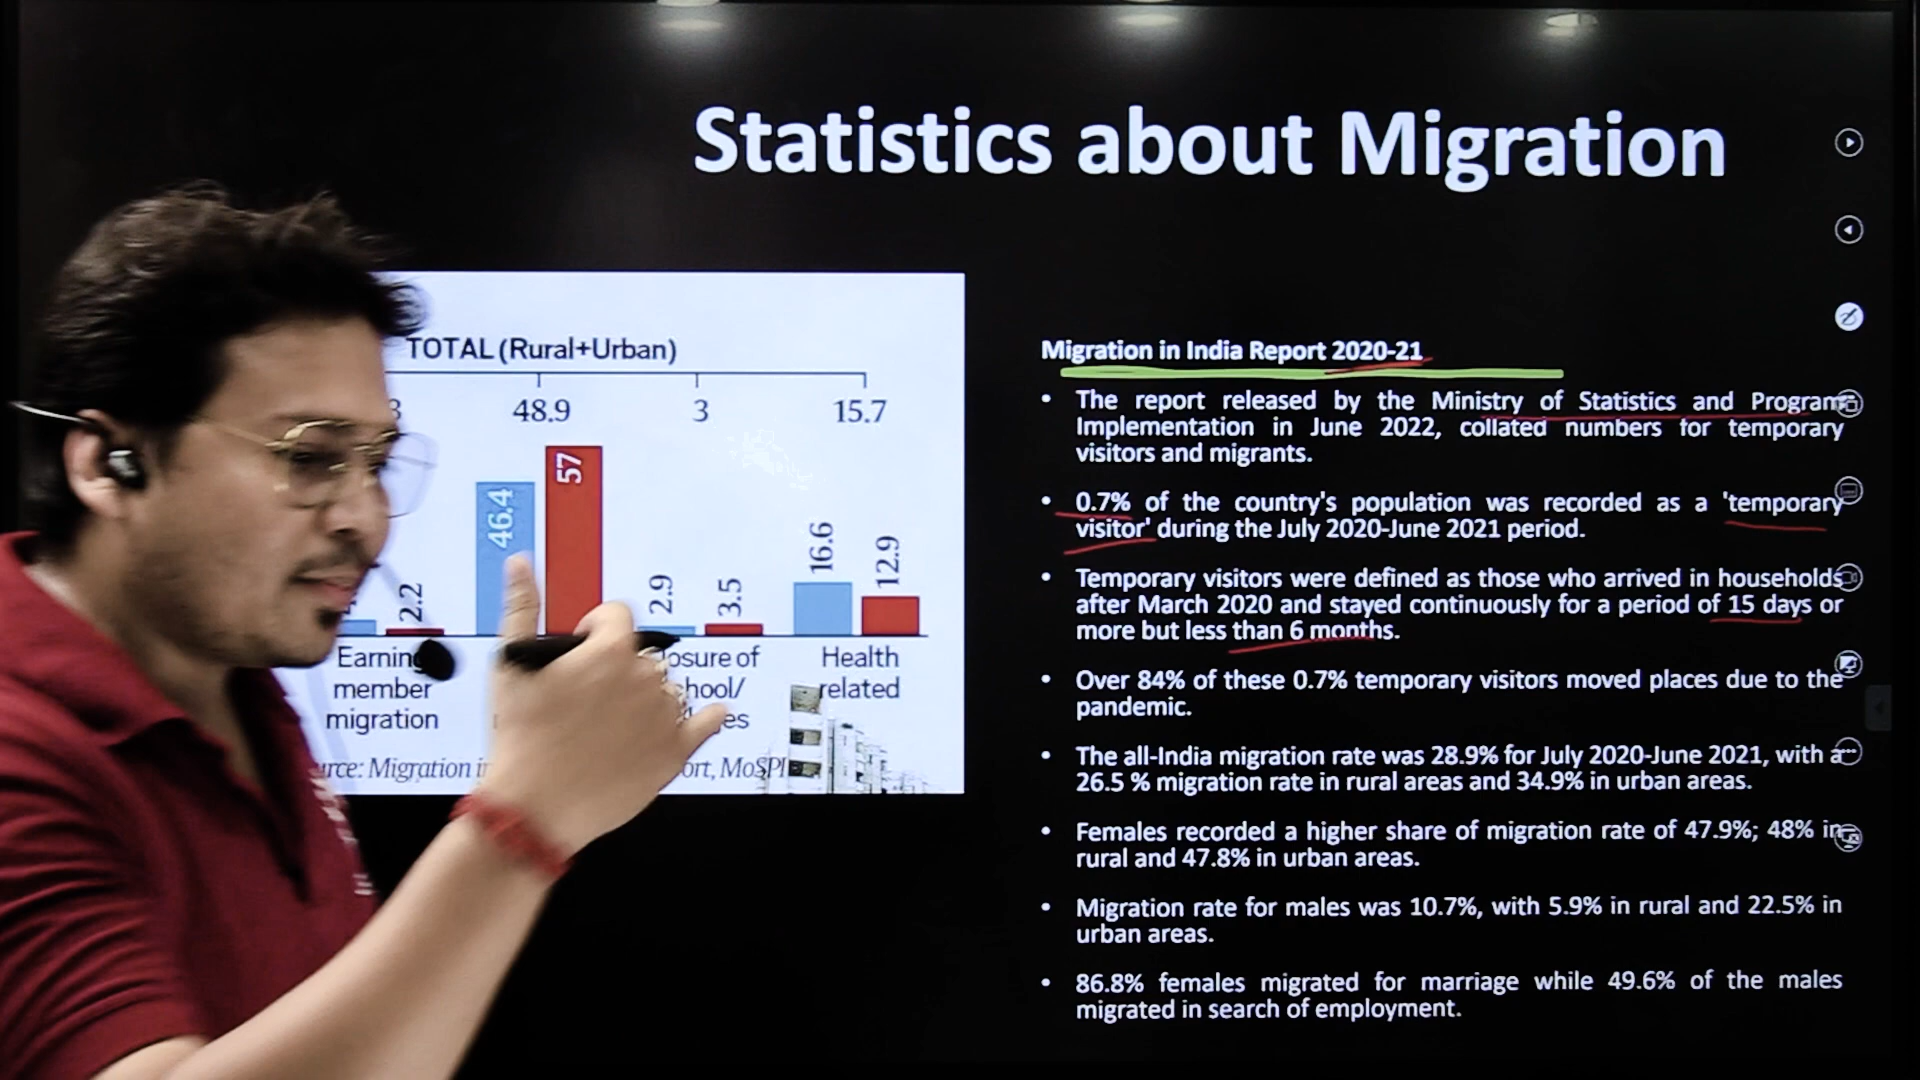 Statistics about Migration
TOTAL (Rural+Urban)
48.9 3 15.7
46.4
57
2.2
2.9
3.5
16.6
12.9
Earning
member
migration
Health
related
Migration in
MoSPI
Migration in India Report 2020-21
• The report released by the Ministry of Statistics and Program
Implementation in June 2022, collated numbers for temporary
visitors and migrants.
• 0.7% of the country's population was recorded as a 'temporary
visitor' during the July 2020-June 2021 period.
• Temporary visitors were defined as those who arrived in households
after March 2020 and stayed continuously for a period of 15 days or
more but less than 6 months.
• Over 84% of these 0.7% temporary visitors moved places due to the
pandemic.
• The all-India migration rate was 28.9% for July 2020-June 2021, with a
26.5 % migration rate in rural areas and 34.9% in urban areas.
• Females recorded a higher share of migration rate of 47.9%; 48% in
rural and 47.8% in urban areas.
• Migration rate for males was 10.7%, with 5.9% in rural and 22.5% in
urban areas.
• 86.8% females migrated for marriage while 49.6% of the males
migrated in search of employment.